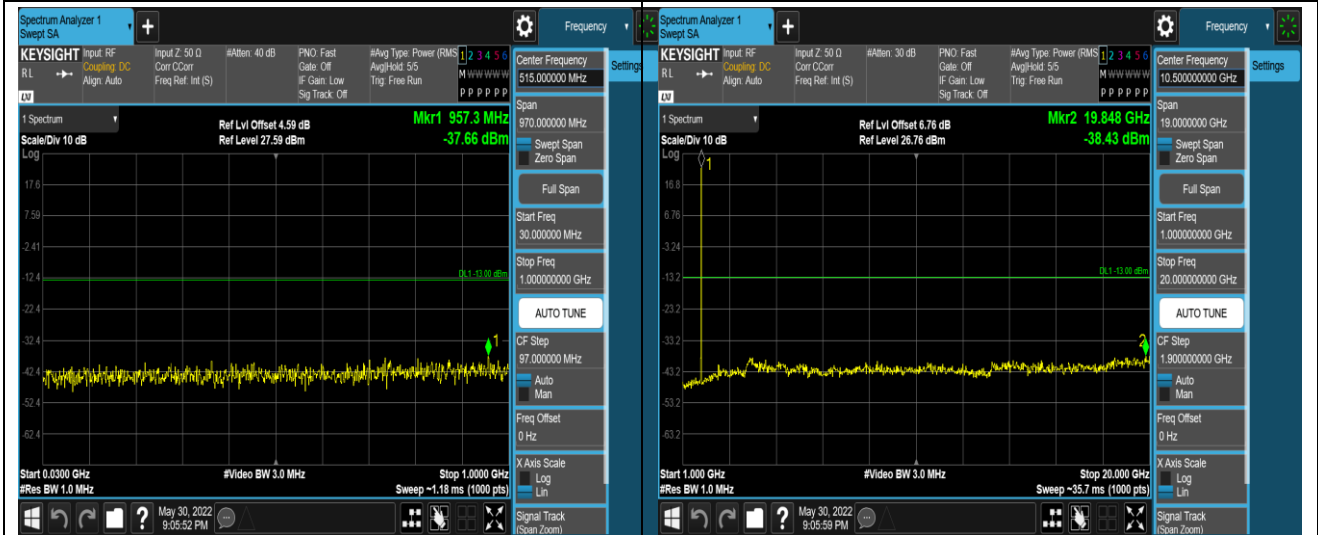 Spectrum Analyzer 1
Swept SA
Frequency
KEYSIGHT Input: RF Input Z: 50 Ω #Atten: 40 dB PNO: Fast #Avg Type: Power (RMS 1 2 3 4 5 6
RL Coupling: DC Corr CCorr Gate: Off Avg|Hold: 5/5 M W W W W W
Align: Auto Freq Ref: Int (S) IF Gain: Low Trig: Free Run
Sig Track: Off P P P P P P
LXI
Center Frequency
515.000000 MHz
Settings
Span
970.000000 MHz
Swept Span
Zero Span
Full Span
Start Freq
30.000000 MHz
Stop Freq
1.000000000 GHz
AUTO TUNE
CF Step
97.000000 MHz
Auto
Man
Freq Offset
0 Hz
X Axis Scale
Log
Lin
Signal Track
(Span Zoom)
1 Spectrum
Scale/Div 10 dB
Log
Ref Lvl Offset 4.59 dB
Ref Level 27.59 dBm
Mkr1 957.3 MHz
-37.66 dBm
17.6
7.59
-2.41
-12.4
DL1 -13.00 dBm
-22.4
-32.4
1
-42.4
-52.4
-62.4
Start 0.0300 GHz #Video BW 3.0 MHz Stop 1.0000 GHz
#Res BW 1.0 MHz Sweep ~1.18 ms (1000 pts)
? May 30, 2022
9:05:52 PM
Spectrum Analyzer 1
Swept SA
Frequency
KEYSIGHT Input: RF Input Z: 50 Ω #Atten: 30 dB PNO: Fast #Avg Type: Power (RMS 1 2 3 4 5 6
RL Coupling: DC Corr CCorr Gate: Off Avg|Hold: 5/5 M W W W W W
Align: Auto Freq Ref: Int (S) IF Gain: Low Trig: Free Run
Sig Track: Off P P P P P P
LXI
Center Frequency
10.500000000 GHz
Settings
Span
19.0000000 GHz
Swept Span
Zero Span
Full Span
Start Freq
1.000000000 GHz
Stop Freq
20.000000000 GHz
AUTO TUNE
CF Step
1.900000000 GHz
Auto
Man
Freq Offset
0 Hz
X Axis Scale
Log
Lin
Signal Track
(Span Zoom)
1 Spectrum
Scale/Div 10 dB
Log
Ref Lvl Offset 6.76 dB
Ref Level 26.76 dBm
Mkr2 19.848 GHz
-38.43 dBm
1
16.8
6.76
-3.24
-13.2
DL1 -13.00 dBm
-23.2
-33.2
2
-43.2
-53.2
-63.2
Start 1.000 GHz #Video BW 3.0 MHz Stop 20.000 GHz
#Res BW 1.0 MHz Sweep ~35.7 ms (1000 pts)
? May 30, 2022
9:05:59 PM